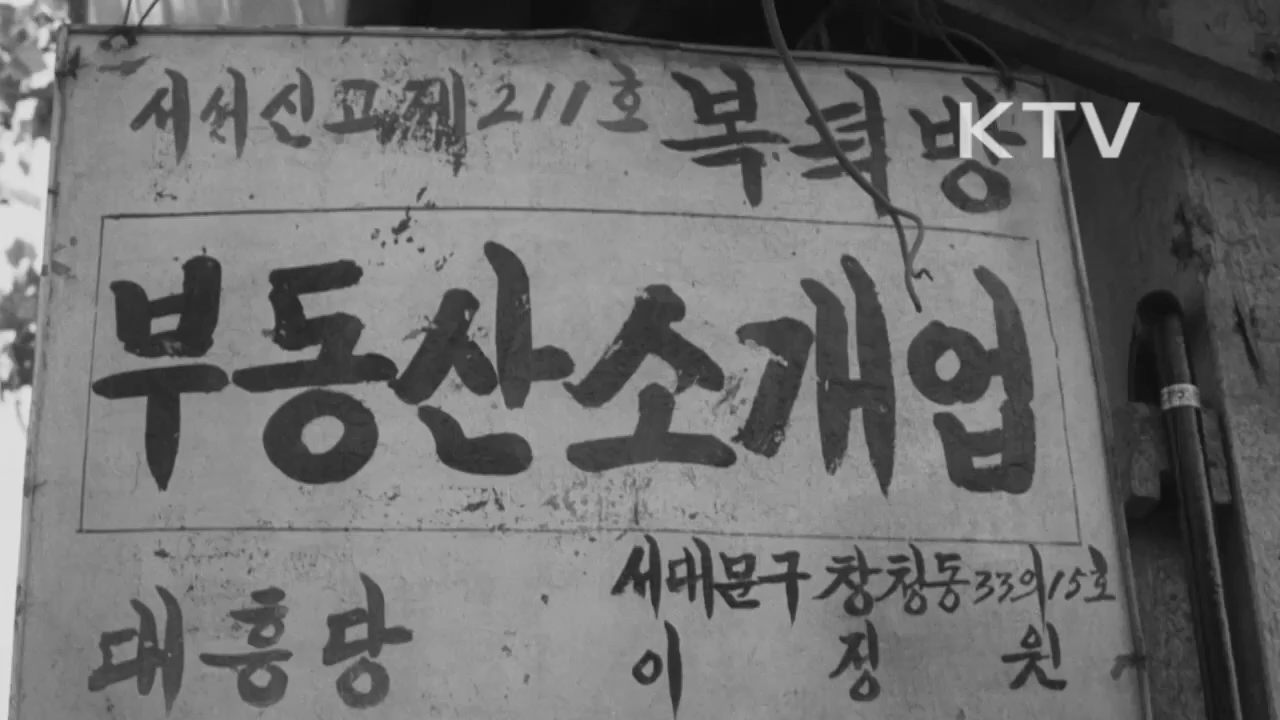 서서신고제211호 복덕방
KTV
부동산소개업
대흥당
서대문구 창청동 33의15호
이 정 원